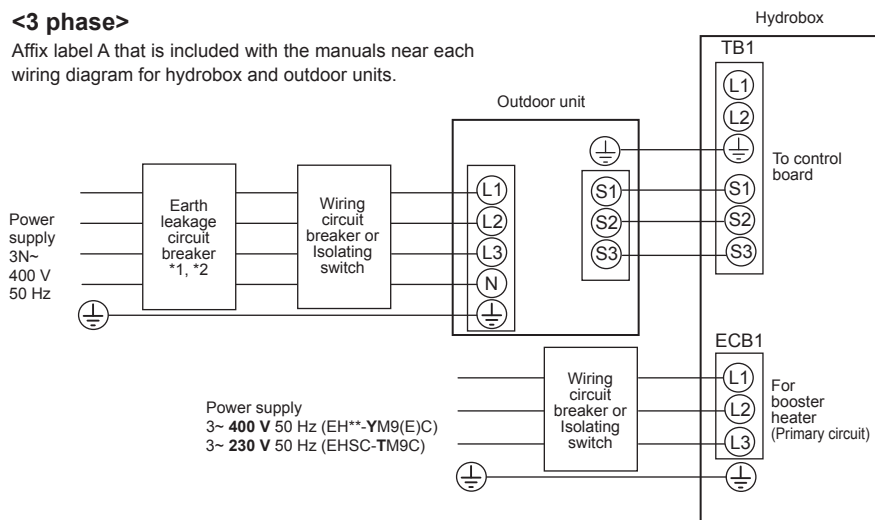 <3 phase>
Affix label A that is included with the manuals near each
wiring diagram for hydrobox and outdoor units.
Hydrobox
TB1
L1
L2
S1
S2
S3
To control
board
Outdoor unit
L1
L2
L3
N
S1
S2
S3
Power
supply
3N~
400 V
50 Hz
Earth
leakage
circuit
breaker
*1, *2
Wiring
circuit
breaker or
Isolating
switch
ECB1
L1
L2
L3
For
booster
heater
(Primary circuit)
Wiring
circuit
breaker or
Isolating
switch
Power supply
3~ 400 V 50 Hz (EH**-YM9(E)C)
3~ 230 V 50 Hz (EHSC-TM9C)